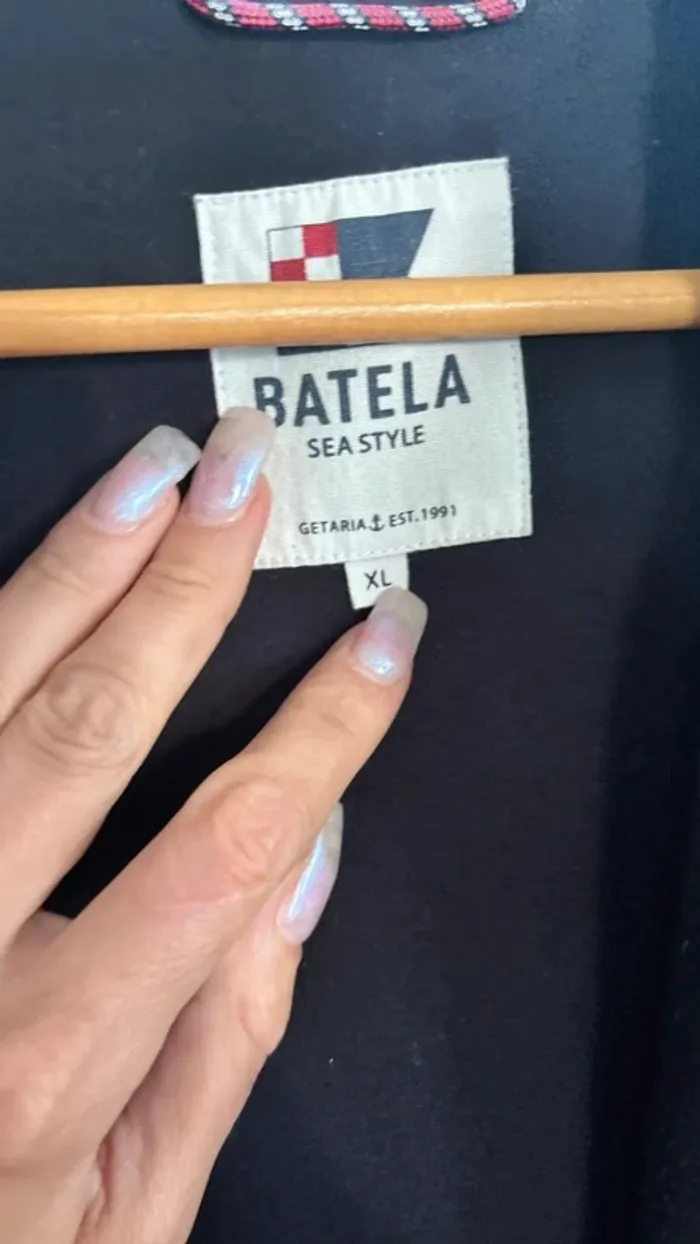 BATELA
SEA STYLE
GETARIA EST.1991
XL